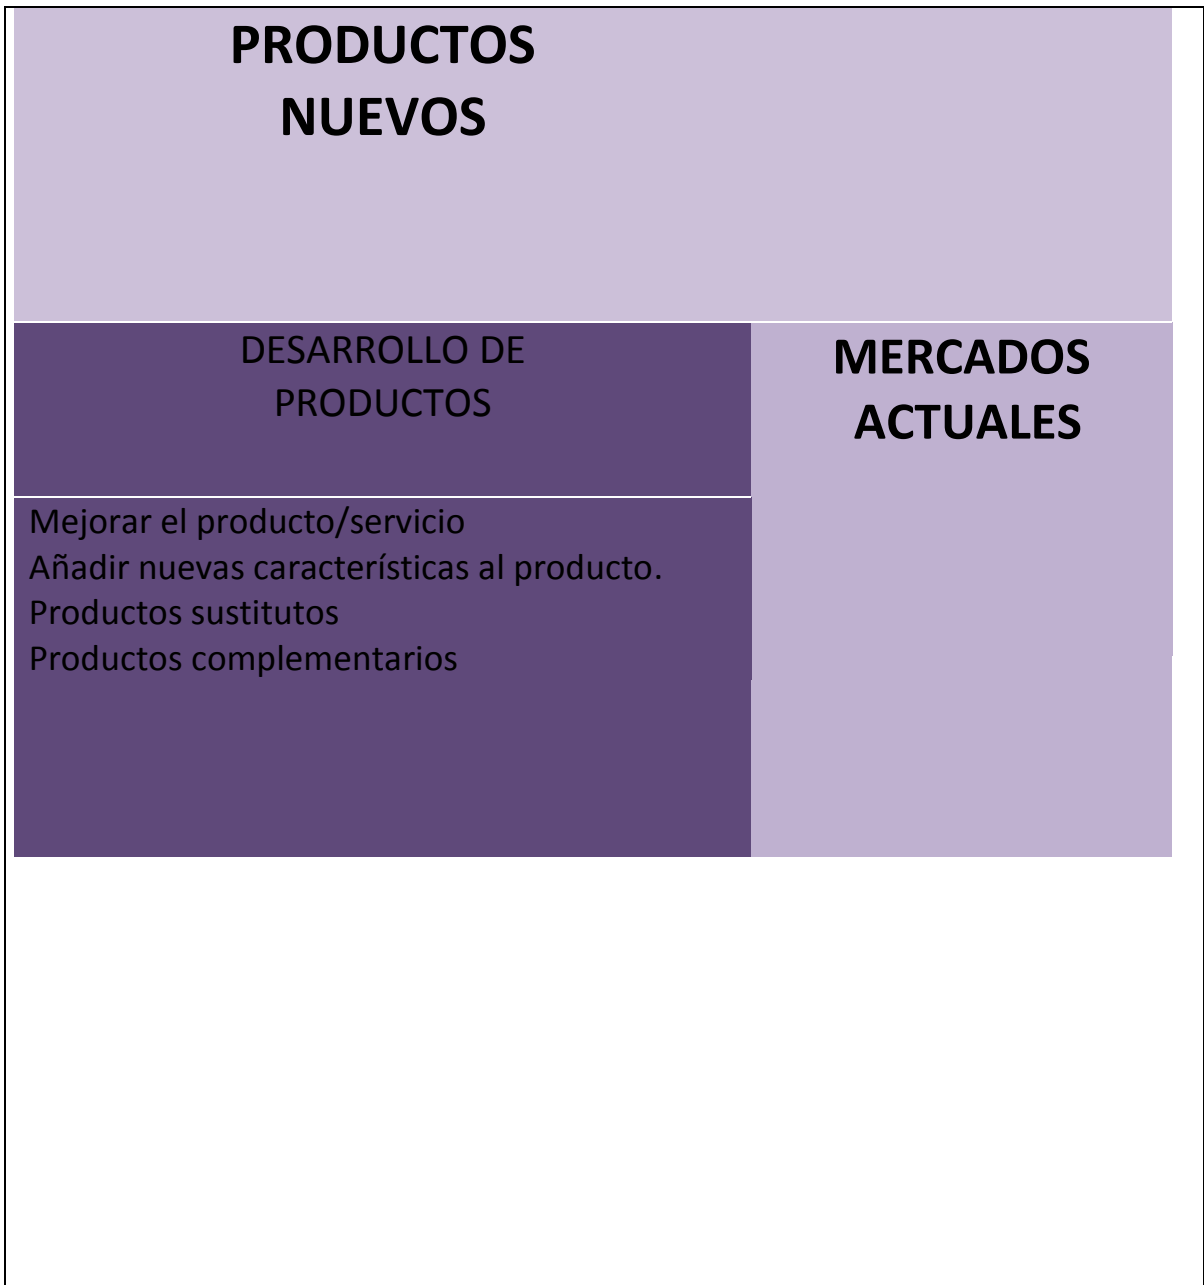 PRODUCTOS
NUEVOS
DESARROLLO DE
PRODUCTOS
MERCADOS
ACTUALES
Mejorar el producto/servicio
Añadir nuevas características al producto.
Productos sustitutos
Productos complementarios